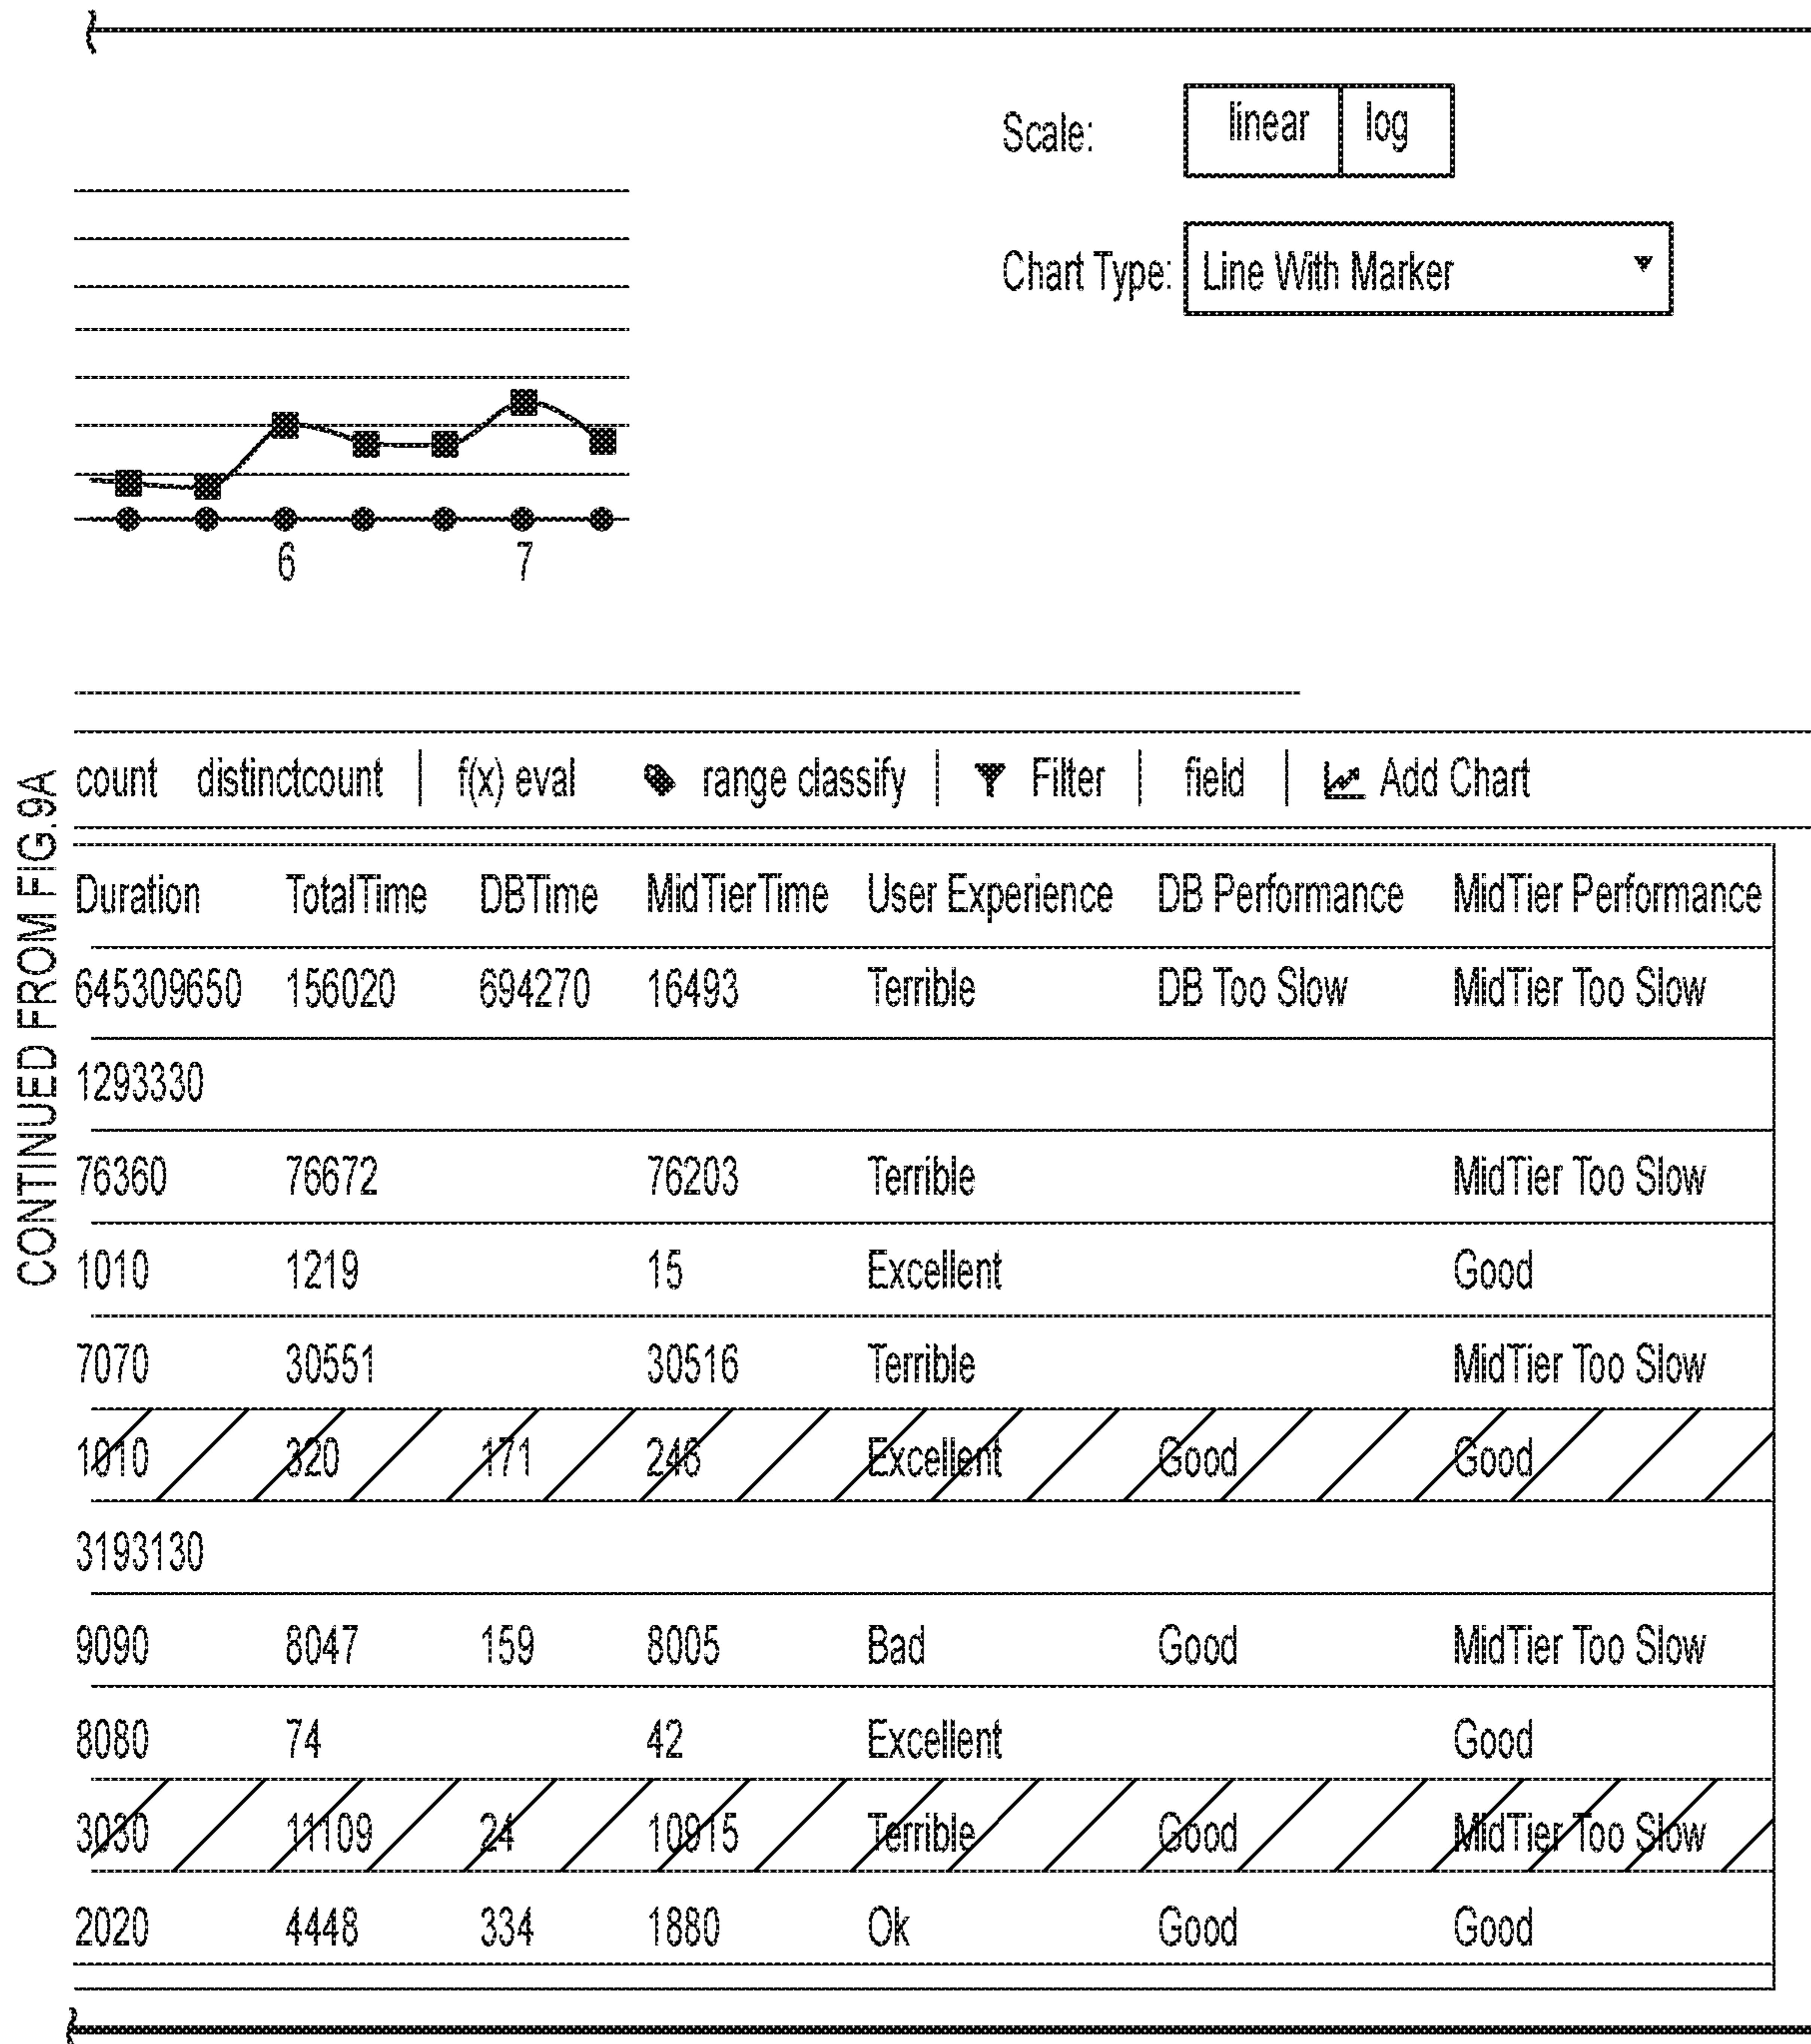 Scale: linear log
Chart Type: Line With Marker
6 7
CONTINUED FROM FIG.9A
count distinctcount f(x) eval range classify Filter field Add Chart
Duration TotalTime DBTime MidTierTime User Experience DB Performance MidTier Performance
645309650 156020 694270 16493 Terrible DB Too Slow MidTier Too Slow
1293330
76360 76672 76203 Terrible MidTier Too Slow
1010 1219 15 Excellent Good
7070 30551 30516 Terrible MidTier Too Slow
1010 320 171 246 Excellent Good Good
3193130
9090 8047 159 8005 Bad Good MidTier Too Slow
8080 74 42 Excellent Good
3030 11109 24 10915 Terrible Good MidTier Too Slow
2020 4448 334 1880 Ok Good Good